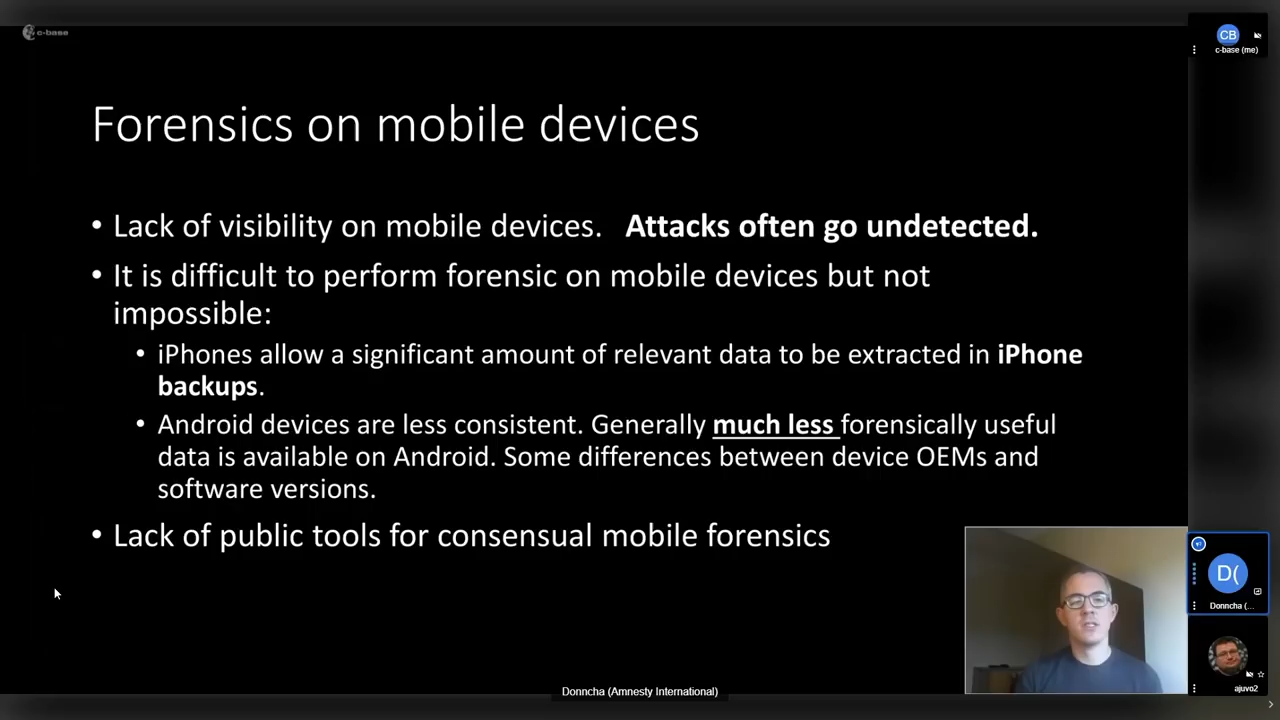 c-base
CB
c-base (me)
Forensics on mobile devices
• Lack of visibility on mobile devices. Attacks often go undetected.
• It is difficult to perform forensic on mobile devices but not
impossible:
• iPhones allow a significant amount of relevant data to be extracted in iPhone
backups.
• Android devices are less consistent. Generally much less forensically useful
data is available on Android. Some differences between device OEMs and
software versions.
• Lack of public tools for consensual mobile forensics
D(
Donncha (...
ajuvo2
Donncha (Amnesty International)